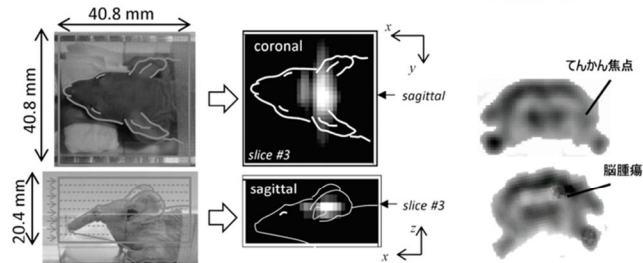 40.8 mm
40.8 mm
coronal
x
y
sagittal
slice #3
てんかん焦点
20.4 mm
sagittal
slice #3
z
x
脳腫瘍